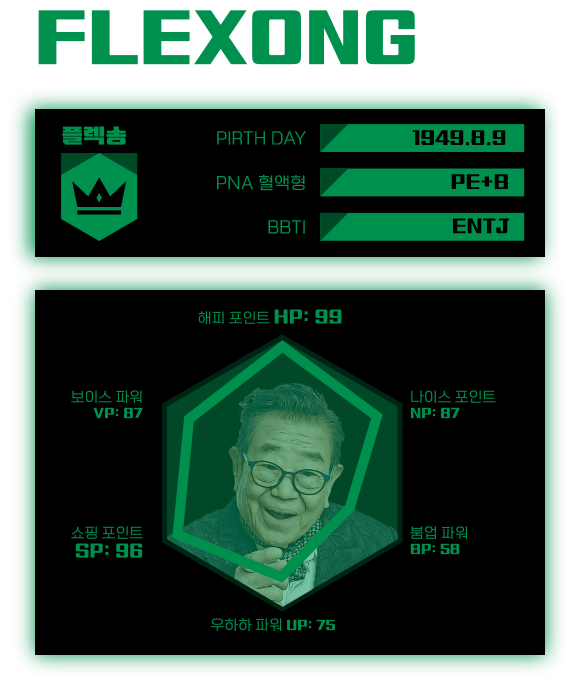 FLEXONG
플렉송
PIRTH DAY 1949.8.9
PNA 혈액형 PE+B
BBTI ENTJ
해피 포인트 HP: 99
보이스 파워
VP: 87
나이스 포인트
NP: 87
쇼핑 포인트
SP: 96
붐업 파워
BP: 58
우하하 파워 UP: 75